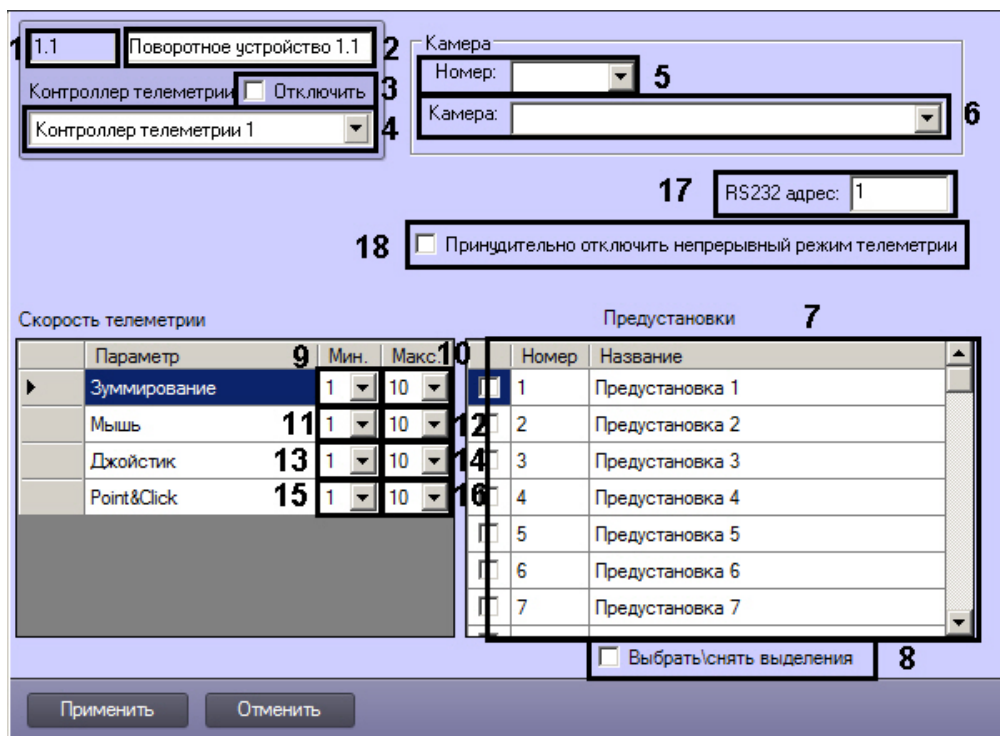 1 1.1 Поворотное устройство 1.1 2
Контроллер телеметрии Отключить 3
Контроллер телеметрии 1 4
Камера
Номер: 5
Камера: 6
17 RS232 адрес: 1
18 Принудительно отключить непрерывный режим телеметрии
Скорость телеметрии
Параметр 9 Мин. Макс. 10
Зуммирование 1 10
Мышь 11 1 10 12
Джойстик 13 1 10 14
Point&Click 15 1 10 16
Предустановки 7
Номер Название
1 Предустановка 1
2 Предустановка 2
3 Предустановка 3
4 Предустановка 4
5 Предустановка 5
6 Предустановка 6
7 Предустановка 7
Выбрать\снять выделения 8
Применить Отменить